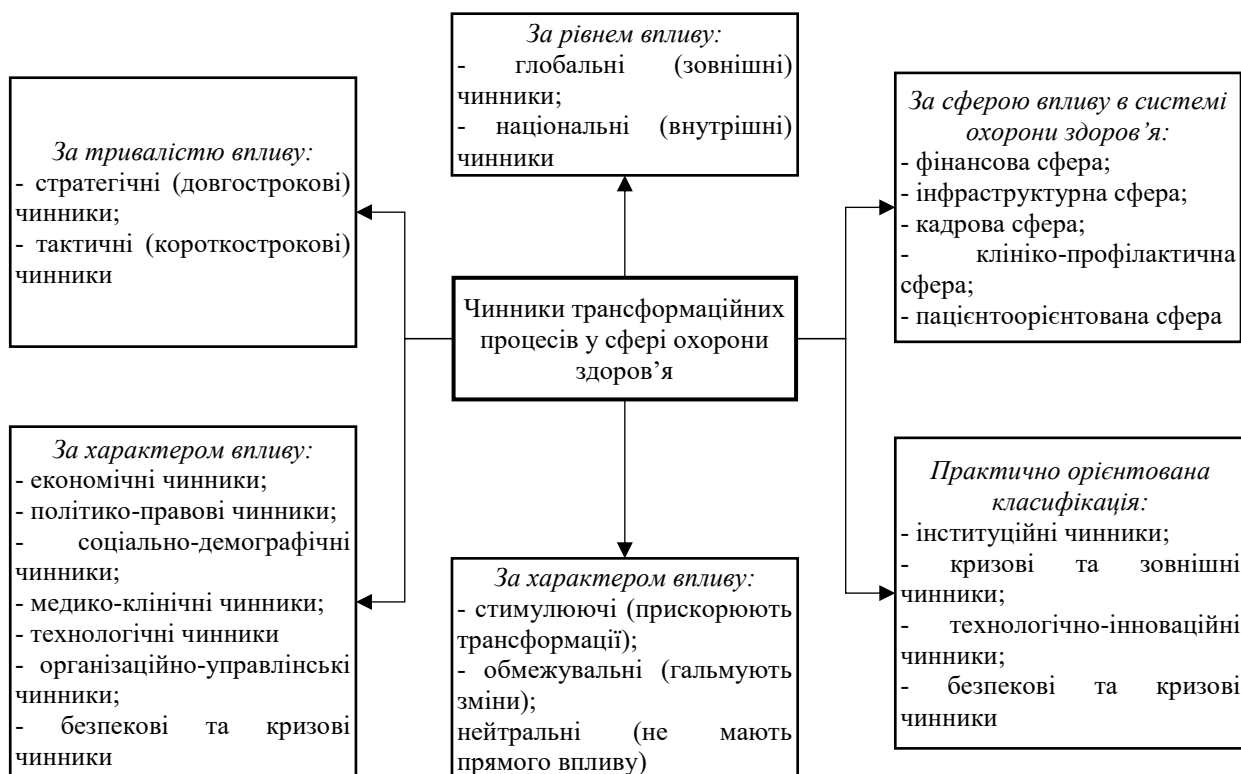 За рівнем впливу:
- глобальні (зовнішні)
чинники;
- національні (внутрішні)
чинники
За тривалістю впливу:
- стратегічні (довгострокові)
чинники;
- тактичні (короткострокові)
чинники
За сферою впливу в системі
охорони здоров’я:
- фінансова сфера;
- інфраструктурна сфера;
- кадрова сфера;
- клініко-профілактична
сфера;
- пацієнтоорієнтована сфера
Чинники трансформаційних
процесів у сфері охорони
здоров’я
За характером впливу:
- економічні чинники;
- політико-правові чинники;
- соціально-демографічні
чинники;
- медико-клінічні чинники;
- технологічні чинники
- організаційно-управлінські
чинники;
- безпекові та кризові
чинники
За характером впливу:
- стимулюючі (прискорюють
трансформації);
- обмежувальні (гальмують
зміни);
нейтральні (не мають
прямого впливу)
Практично орієнтована
класифікація:
- інституційні чинники;
- кризові та зовнішні
чинники;
- технологічно-інноваційні
чинники;
- безпекові та кризові
чинники